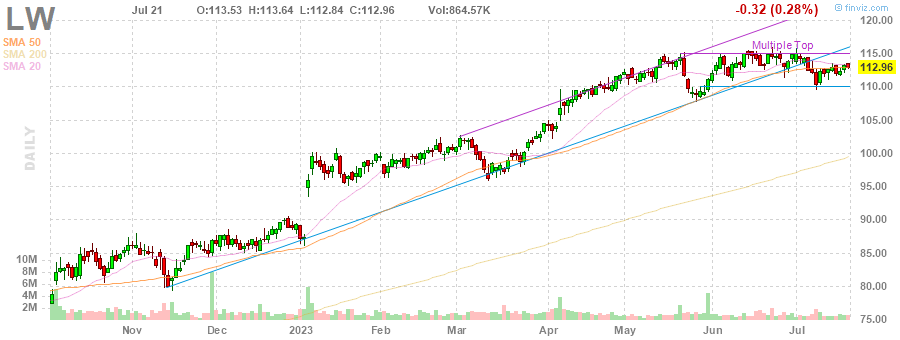 LW Jul 21 O:113.53 H:113.64 L:112.84 C:112.96 Vol:864.57K -0.32 (0.28%) finviz.com
SMA 50
SMA 200
SMA 20
DAILY
Multiple Top
120.00
115.00
112.96
110.00
105.00
100.00
95.00
90.00
85.00
80.00
75.00
10M
8M
6M
4M
2M
Nov Dec 2023 Feb Mar Apr May Jun Jul